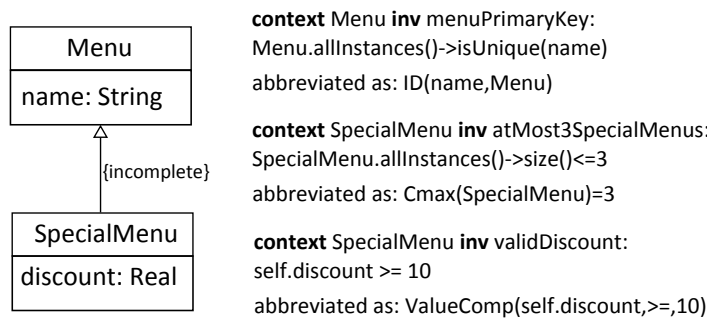 Menu
name: String
{incomplete}
SpecialMenu
discount: Real
context Menu inv menuPrimaryKey:
Menu.allInstances()->isUnique(name)
abbreviated as: ID(name,Menu)
context SpecialMenu inv atMost3SpecialMenus:
SpecialMenu.allInstances()->size()<=3
abbreviated as: Cmax(SpecialMenu)=3
context SpecialMenu inv validDiscount:
self.discount >= 10
abbreviated as: ValueComp(self.discount,>=,10)